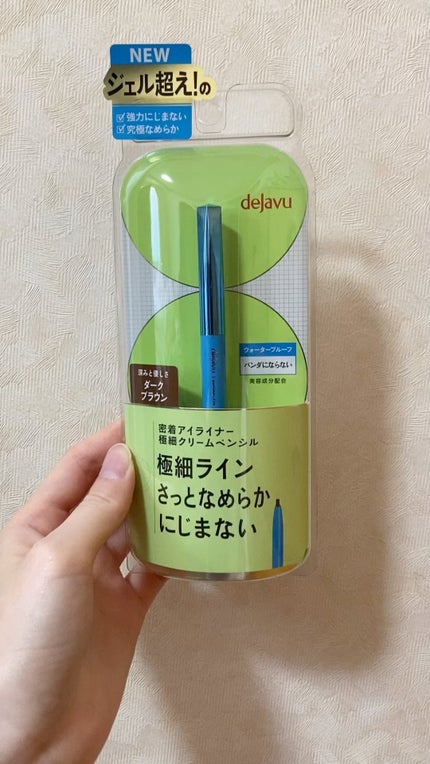 NEW
ジェル超え!の
強力にじまない
究極なめらか
dejavu
ウォータープルーフ
パンダにならない
美容成分配合
深みと優しさ
ダーク
ブラウン
密着アイライナー
極細クリームペンシル
極細ライン
さっとなめらか
にじまない